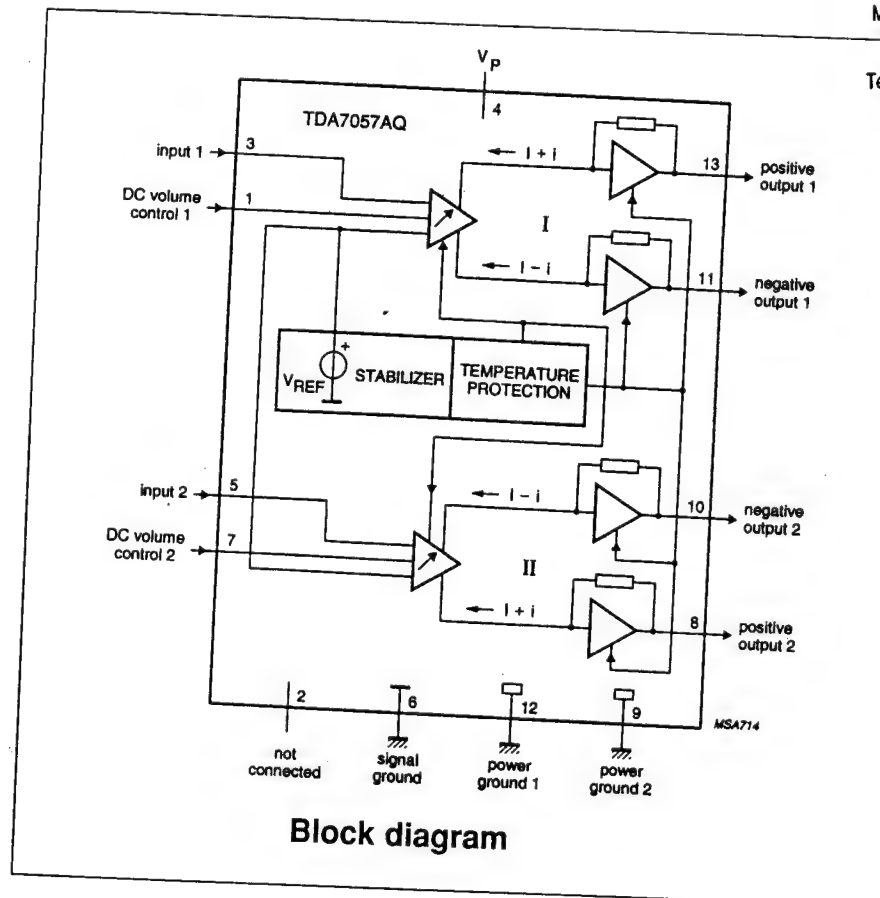 M
Te
V P
4
TDA7057AQ
input 1
3
I + i
13
positive
output 1
DC volume
control 1
1
I
I – i
11
negative
output 1
+
VREF
STABILIZER
TEMPERATURE
PROTECTION
input 2
5
I – i
10
negative
output 2
DC volume
control 2
7
II
I + i
8
positive
output 2
2
6
12
9
MSA714
not
connected
signal
ground
power
ground 1
power
ground 2
Block diagram